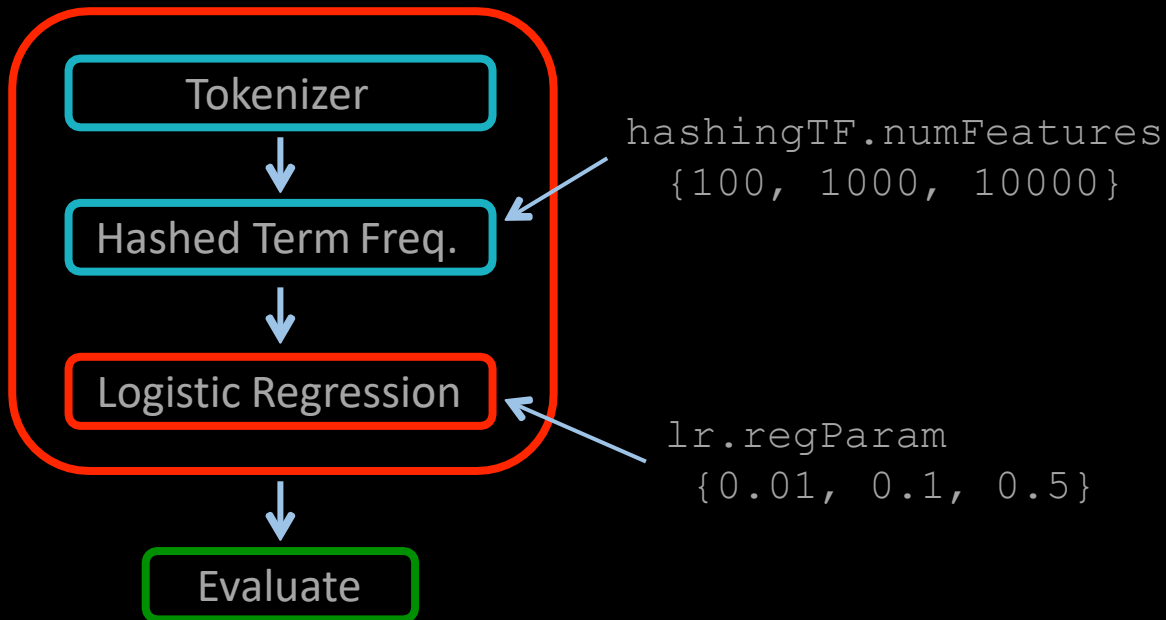 Tokenizer
hashingTF.numFeatures
{100, 1000, 10000}
Hashed Term Freq.
Logistic Regression
lr.regParam
{0.01, 0.1, 0.5}
Evaluate